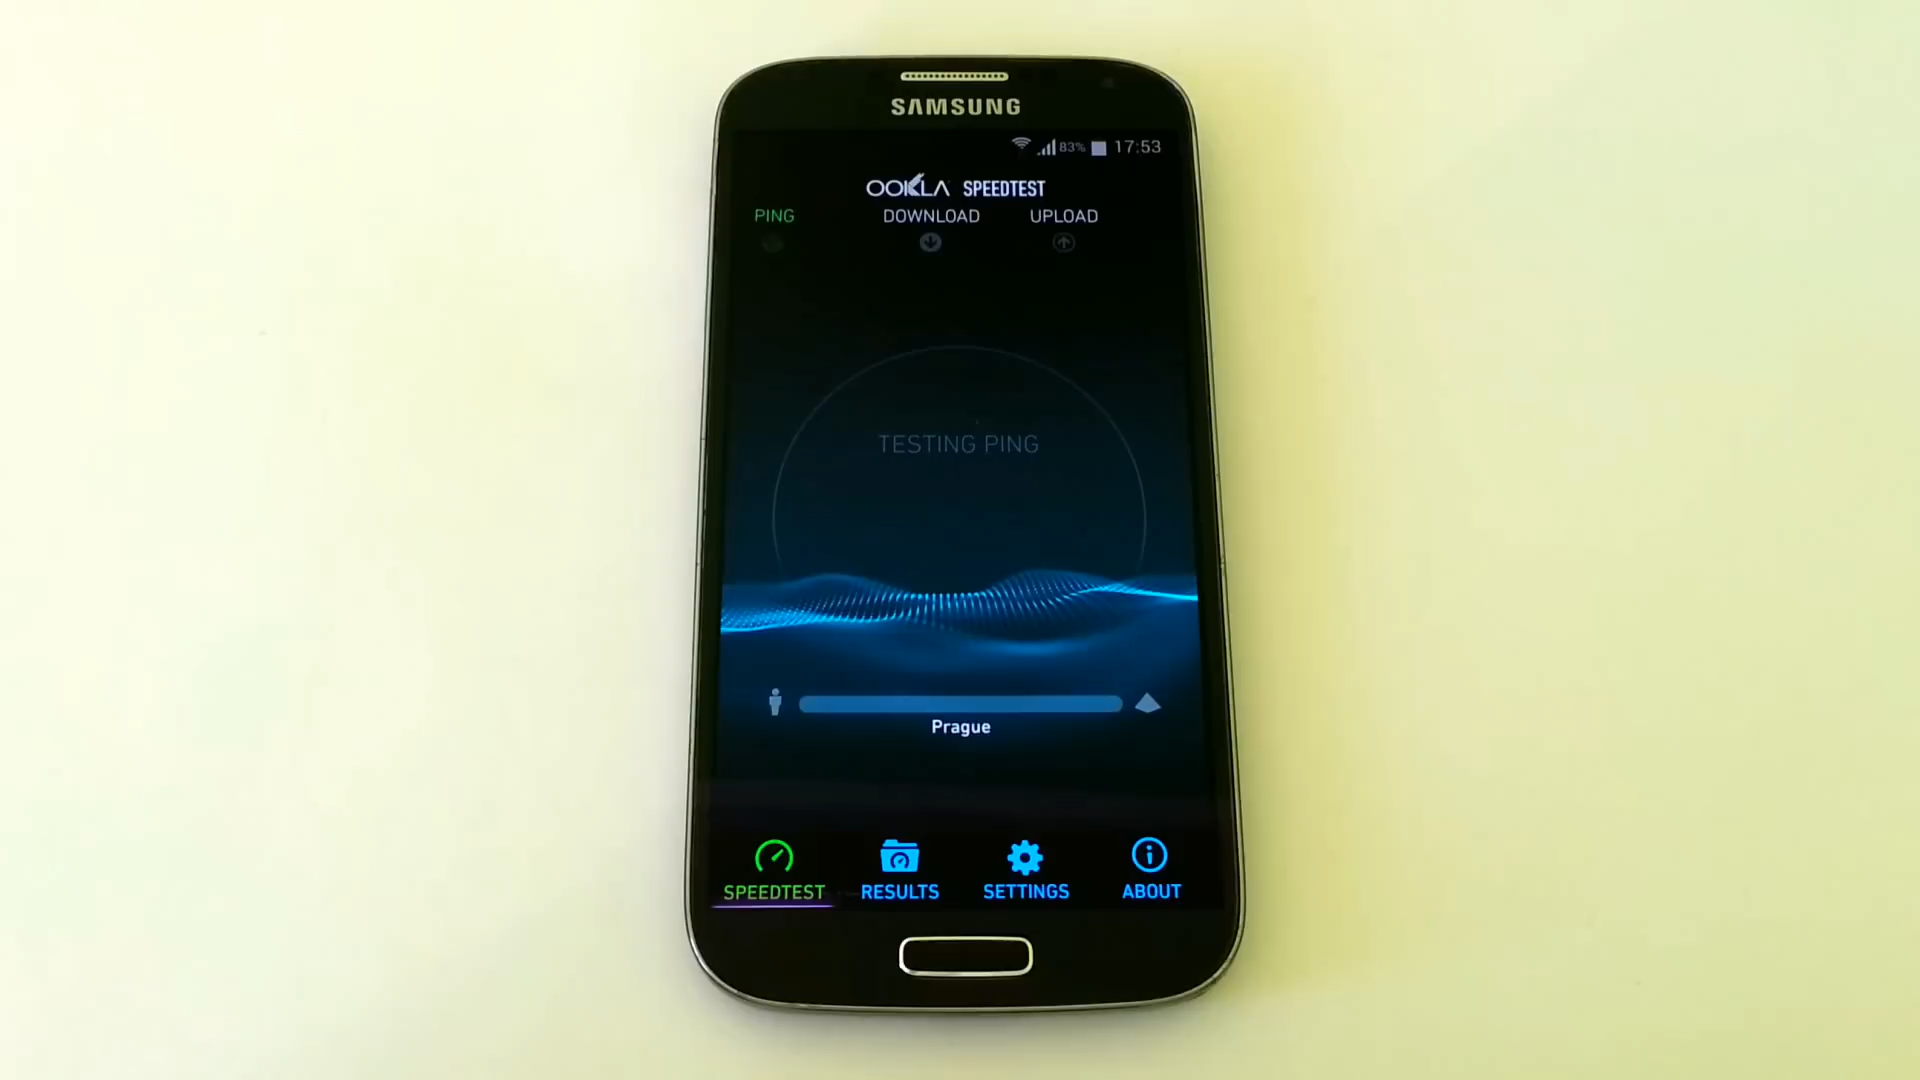 SAMSUNG
83% 17:53
OOKLA SPEEDTEST
PING DOWNLOAD UPLOAD
TESTING PING
Prague
SPEEDTEST RESULTS SETTINGS ABOUT